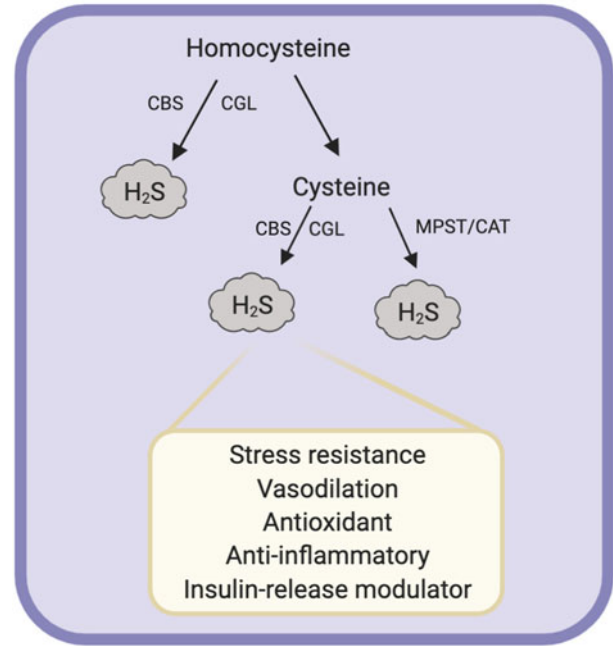 Homocysteine
CBS CGL
H₂S
Cysteine
CBS CGL
MPST/CAT
H₂S
H₂S
Stress resistance
Vasodilation
Antioxidant
Anti-inflammatory
Insulin-release modulator